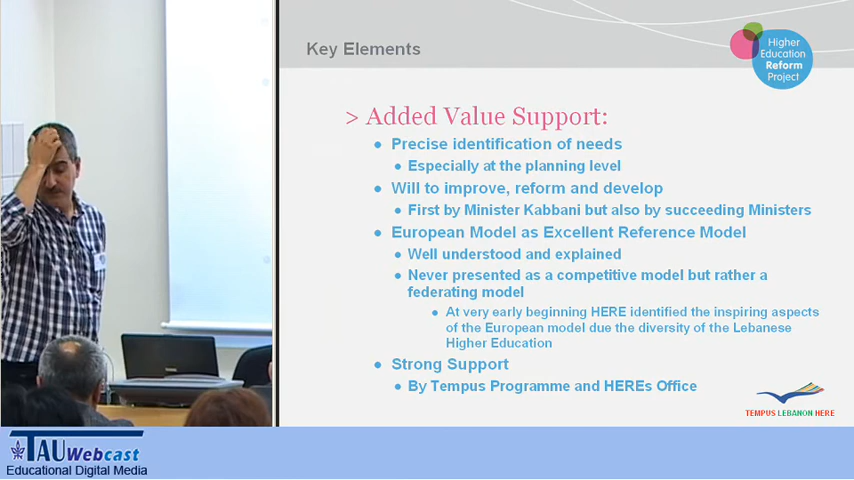 Key Elements
Higher
Education
Reform
Project
> Added Value Support:
• Precise identification of needs
• Especially at the planning level
• Will to improve, reform and develop
• First by Minister Kabbani but also by succeeding Ministers
• European Model as Excellent Reference Model
• Well understood and explained
• Never presented as a competitive model but rather a
federating model
• At very early beginning HERE identified the inspiring aspects
of the European model due the diversity of the Lebanese
Higher Education
• Strong Support
• By Tempus Programme and HEREs Office
TEMPUS LEBANON HERE
TAU Webcast
Educational Digital Media